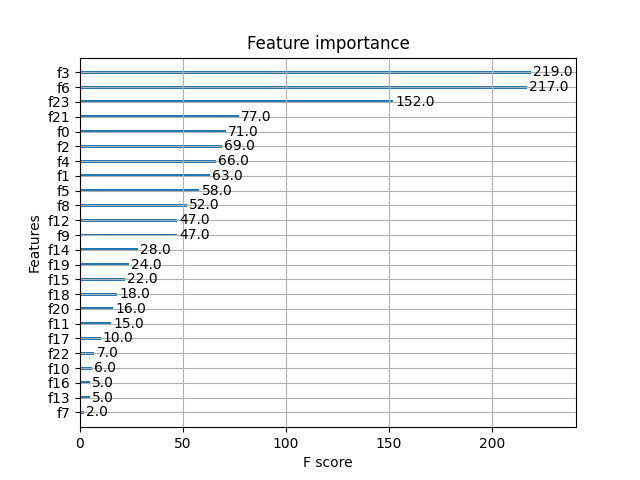 Feature importance
Features
f3 219.0
f6 217.0
f23 152.0
f21 77.0
f0 71.0
f2 69.0
f4 66.0
f1 63.0
f5 58.0
f8 52.0
f12 47.0
f9 47.0
f14 28.0
f19 24.0
f15 22.0
f18 18.0
f20 16.0
f11 15.0
f17 10.0
f22 7.0
f10 6.0
f16 5.0
f13 5.0
f7 2.0
0 50 100 150 200
F score